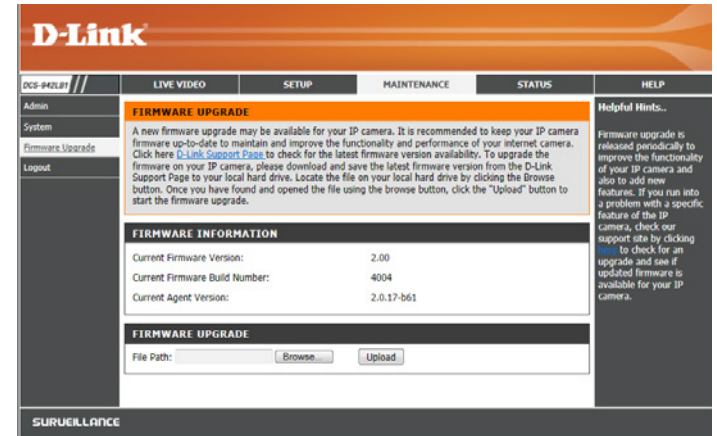 D-Link
DCS-942LB1
LIVE VIDEO
SETUP
MAINTENANCE
STATUS
HELP
Admin
System
Firmware Upgrade
Logout
FIRMWARE UPGRADE
A new firmware upgrade may be available for your IP camera. It is recommended to keep your IP camera
firmware up-to-date to maintain and improve the functionality and performance of your internet camera.
Click here D-Link Support Page to check for the latest firmware version availability. To upgrade the
firmware on your IP camera, please download and save the latest firmware version from the D-Link
Support Page to your local hard drive. Locate the file on your local hard drive by clicking the Browse
button. Once you have found and opened the file using the browse button, click the "Upload" button to
start the firmware upgrade.
FIRMWARE INFORMATION
Current Firmware Version: 2.00
Current Firmware Build Number: 4004
Current Agent Version: 2.0.17-b61
FIRMWARE UPGRADE
File Path: Browse... Upload
Helpful Hints..
Firmware upgrade is
released periodically to
improve the functionality
of your IP camera and
also to add new
features. If you run into
a problem with a specific
feature of the IP
camera, check our
support site by clicking
here to check for an
upgrade and see if
updated firmware is
available for your IP
camera.
SURVEILLANCE